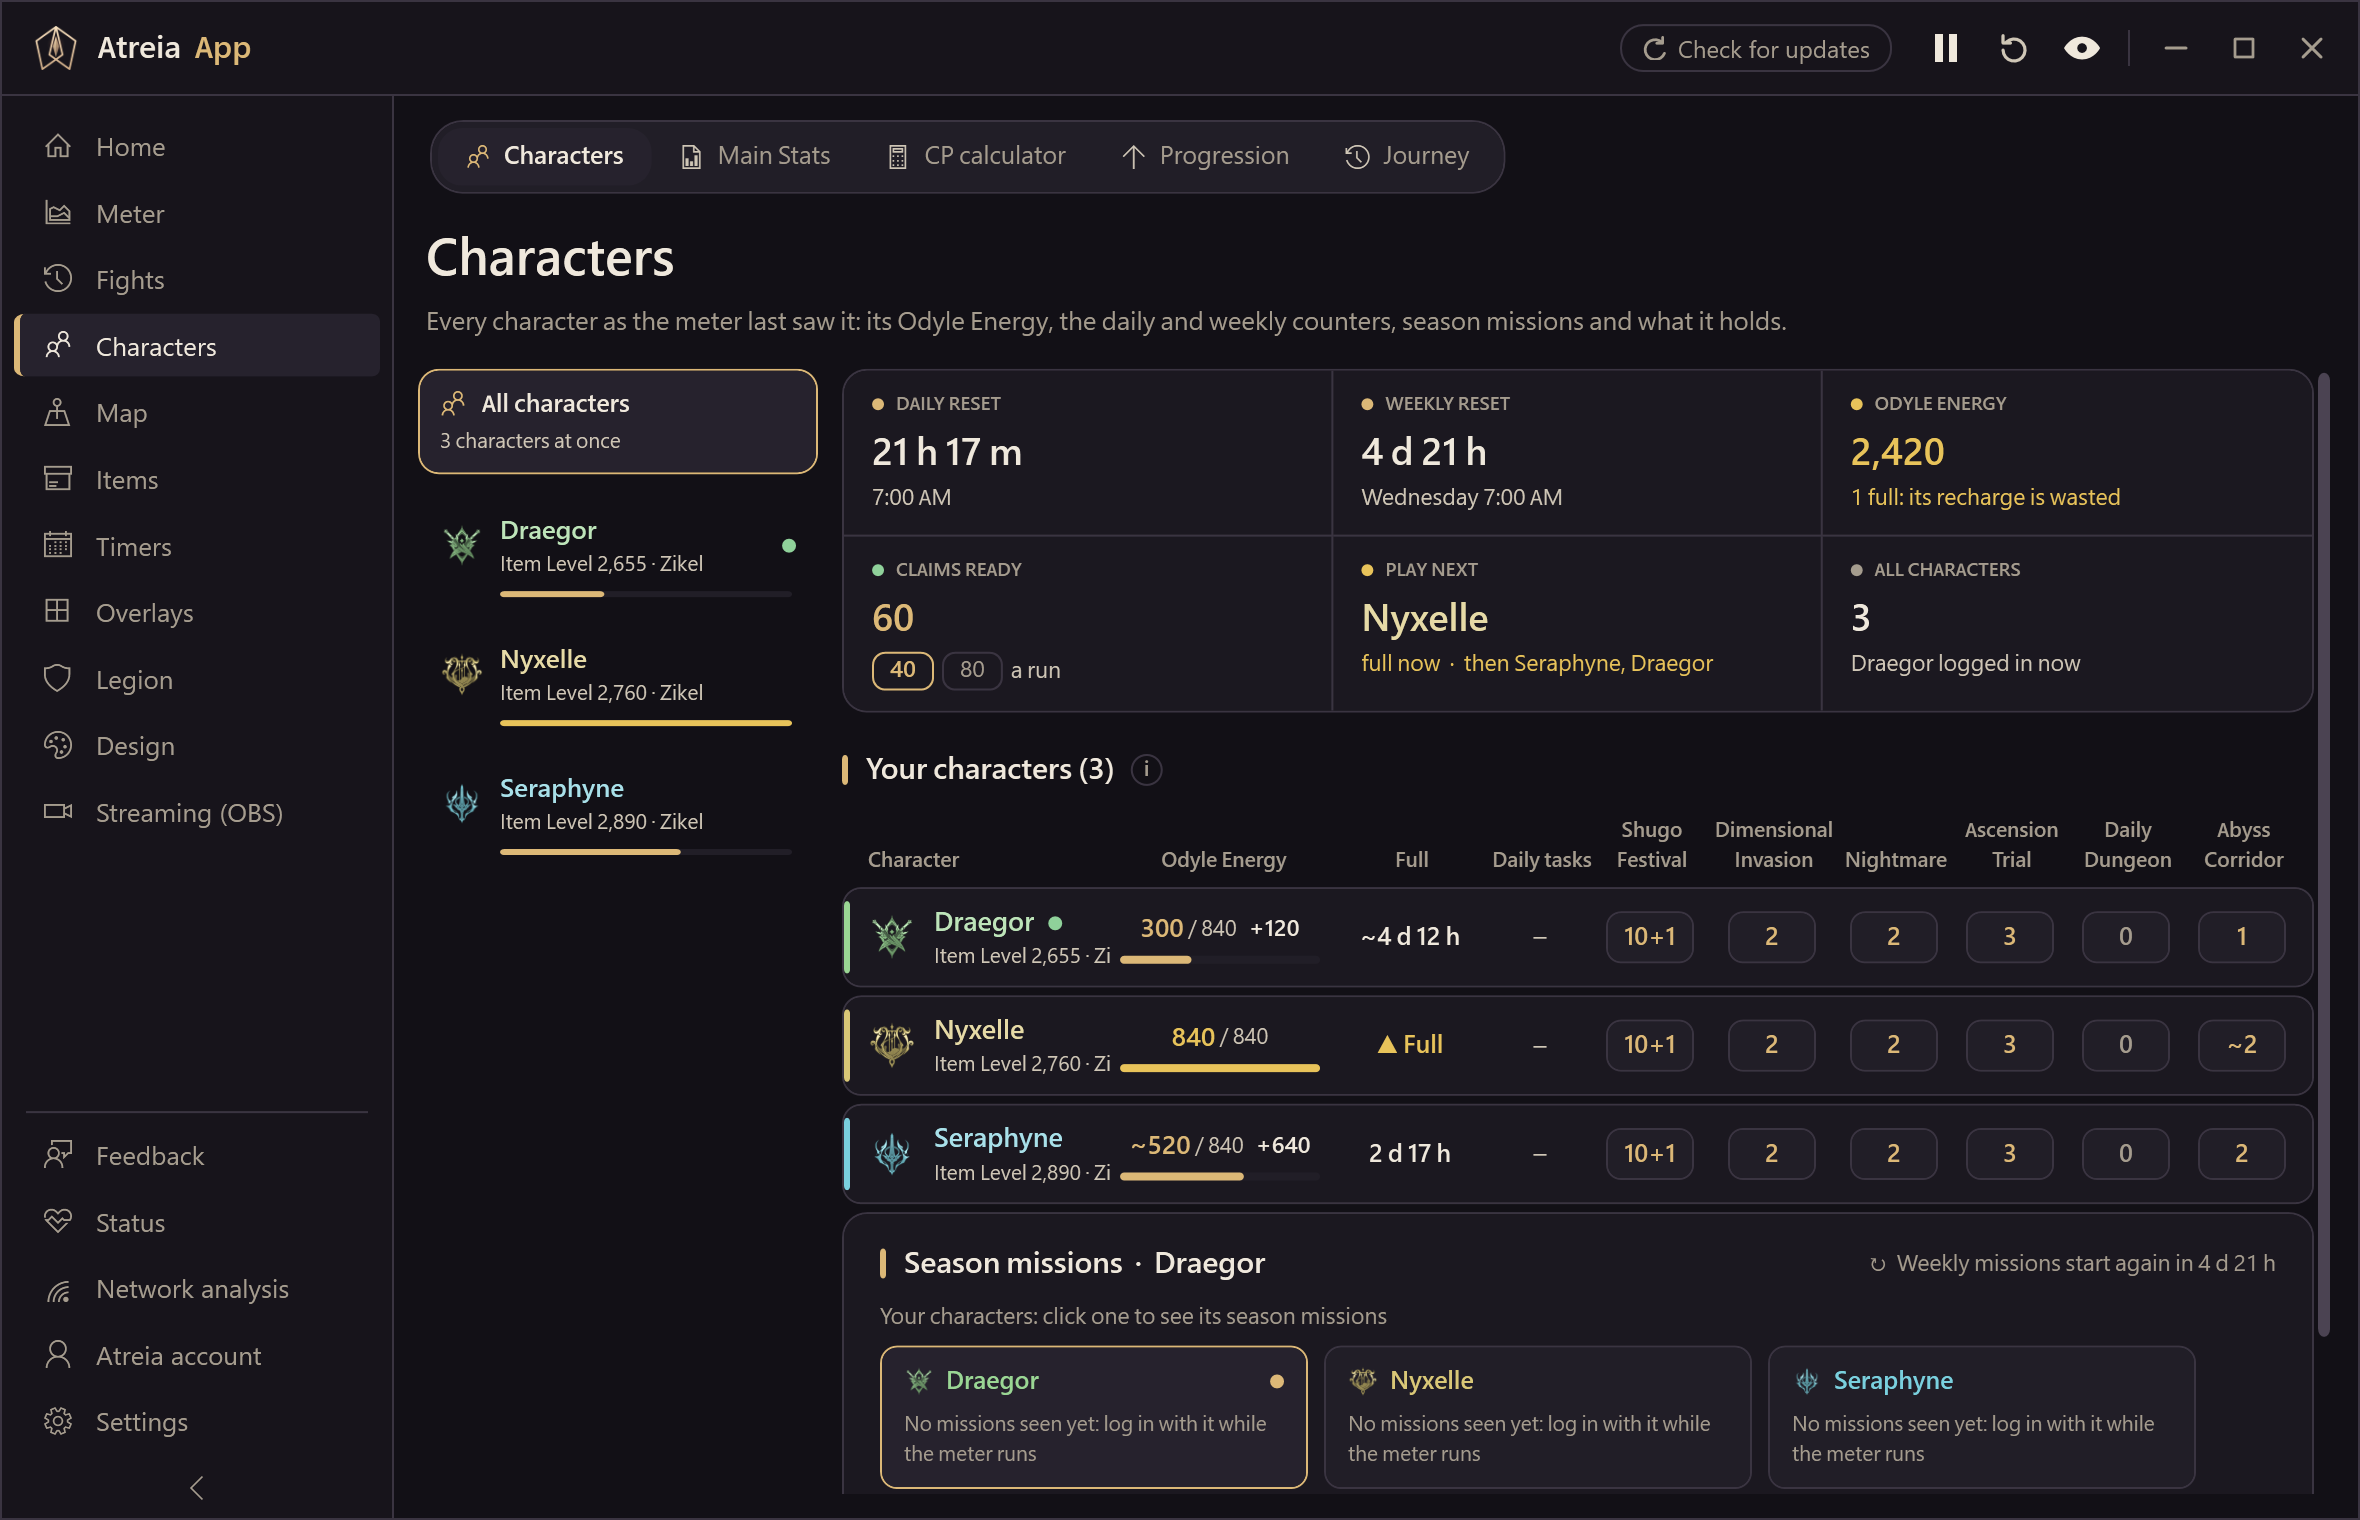 Atreia App
Check for updates
Home
Meter
Fights
Characters
Map
Items
Timers
Overlays
Legion
Design
Streaming (OBS)
Feedback
Status
Network analysis
Atreia account
Settings
Characters
Main Stats
CP calculator
Progression
Journey
Characters
Every character as the meter last saw it: its Odyle Energy, the daily and weekly counters, season missions and what it holds.
All characters
3 characters at once
Draegor
Item Level 2,655 · Zikel
Nyxelle
Item Level 2,760 · Zikel
Seraphyne
Item Level 2,890 · Zikel
DAILY RESET
21 h 17 m
7:00 AM
WEEKLY RESET
4 d 21 h
Wednesday 7:00 AM
ODYLE ENERGY
2,420
1 full: its recharge is wasted
CLAIMS READY
60
40 80 a run
PLAY NEXT
Nyxelle
full now · then Seraphyne, Draegor
ALL CHARACTERS
3
Draegor logged in now
Your characters (3) i
Character
Odyle Energy
Full
Daily tasks
Shugo Festival
Dimensional Invasion
Nightmare
Ascension Trial
Daily Dungeon
Abyss Corridor
Draegor
Item Level 2,655 · Zi
300 / 840 +120
~4 d 12 h
–
10+1
2
2
3
0
1
Nyxelle
Item Level 2,760 · Zi
840 / 840
Full
–
10+1
2
2
3
0
~2
Seraphyne
Item Level 2,890 · Zi
~520 / 840 +640
2 d 17 h
–
10+1
2
2
3
0
2
Season missions · Draegor
↻ Weekly missions start again in 4 d 21 h
Your characters: click one to see its season missions
Draegor
No missions seen yet: log in with it while
the meter runs
Nyxelle
No missions seen yet: log in with it while
the meter runs
Seraphyne
No missions seen yet: log in with it while
the meter runs